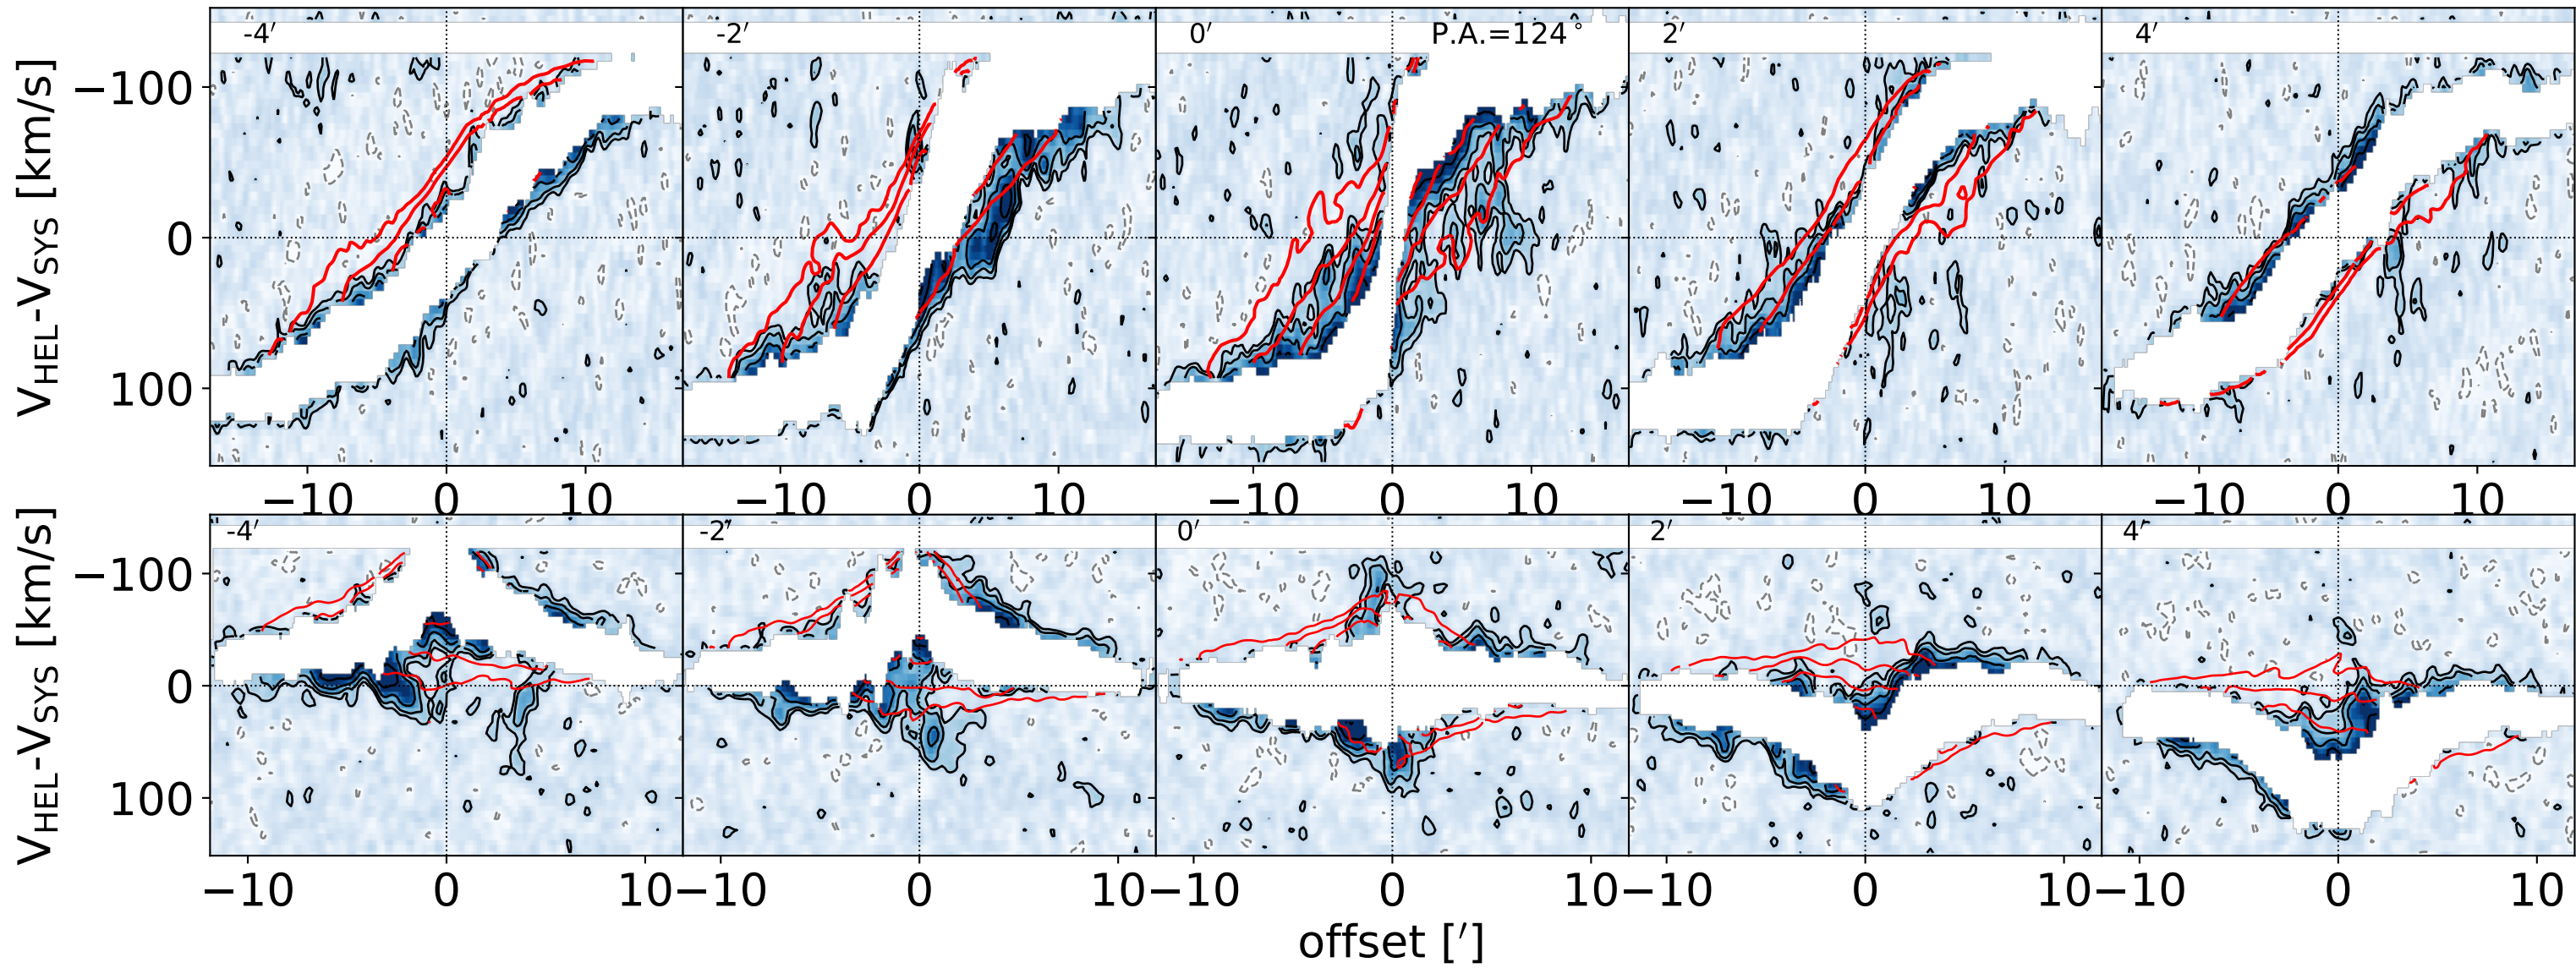 -4′ -2′ 0′ P.A.=124° 2′ 4′
V_HEL-V_SYS [km/s]
−100
0
100
−10 0 10 −10 0 10 −10 0 10 −10 0 10 −10 0 10
-4′ -2′ 0′ 2′ 4′
V_HEL-V_SYS [km/s]
−100
0
100
−10 0 10 −10 0 10 −10 0 10 −10 0 10 −10 0 10
offset [′]